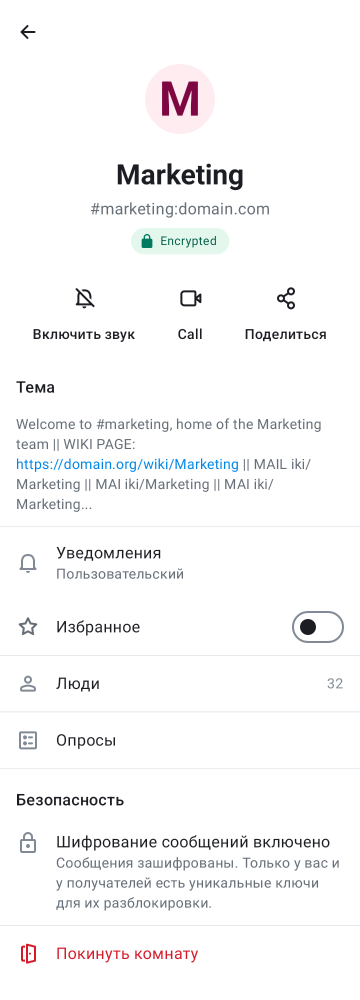 M
Marketing
#marketing:domain.com
Encrypted
Включить звук
Call
Поделиться
Тема
Welcome to #marketing, home of the Marketing
team || WIKI PAGE:
https://domain.org/wiki/Marketing || MAIL iki/
Marketing || MAI iki/Marketing || MAI iki/
Marketing...
Уведомления
Пользовательский
Избранное
Люди
32
Опросы
Безопасность
Шифрование сообщений включено
Сообщения зашифрованы. Только у вас и
у получателей есть уникальные ключи
для их разблокировки.
Покинуть комнату